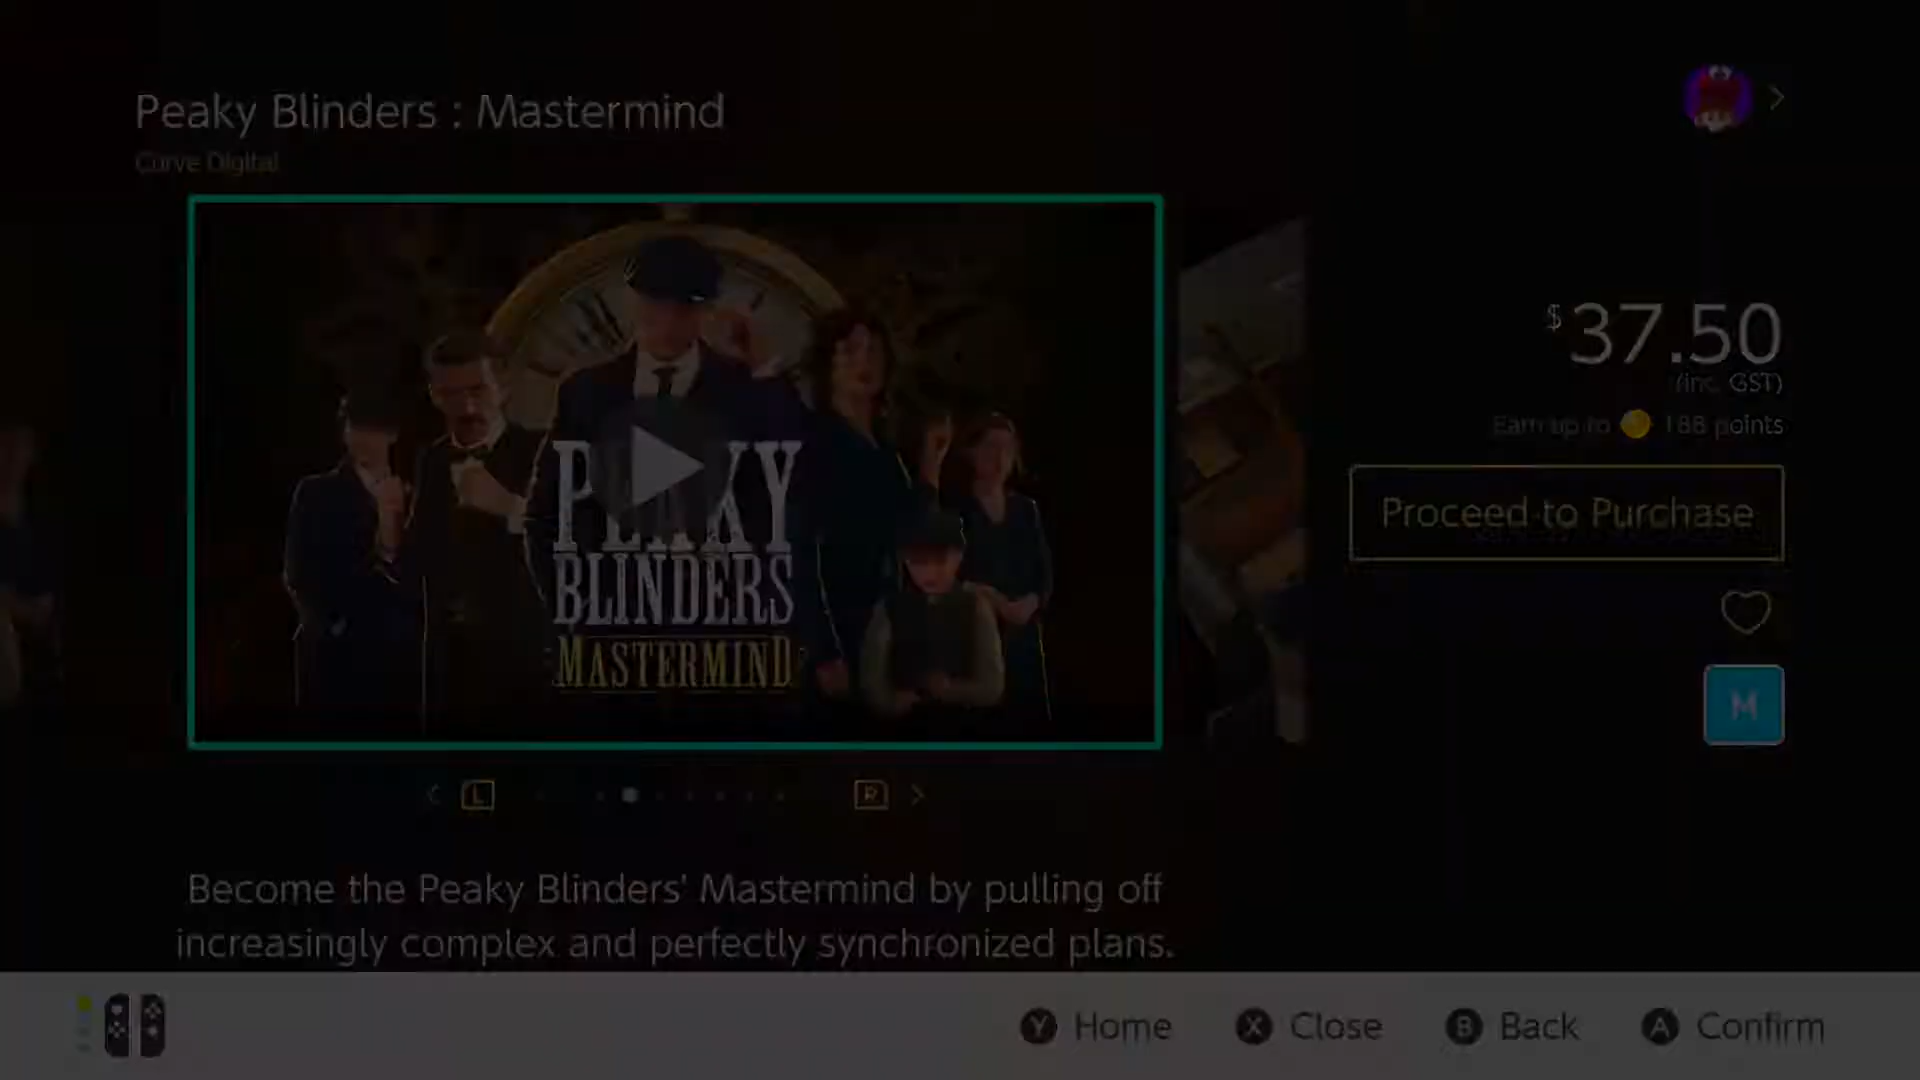 Peaky Blinders : Mastermind
Curve Digital
$37.50
(inc. GST)
Earn up to 188 points
PEAKY
BLINDERS
MASTERMIND
Proceed to Purchase
M
L
R
Become the Peaky Blinders' Mastermind by pulling off
increasingly complex and perfectly synchronized plans.
Y Home X Close B Back A Confirm